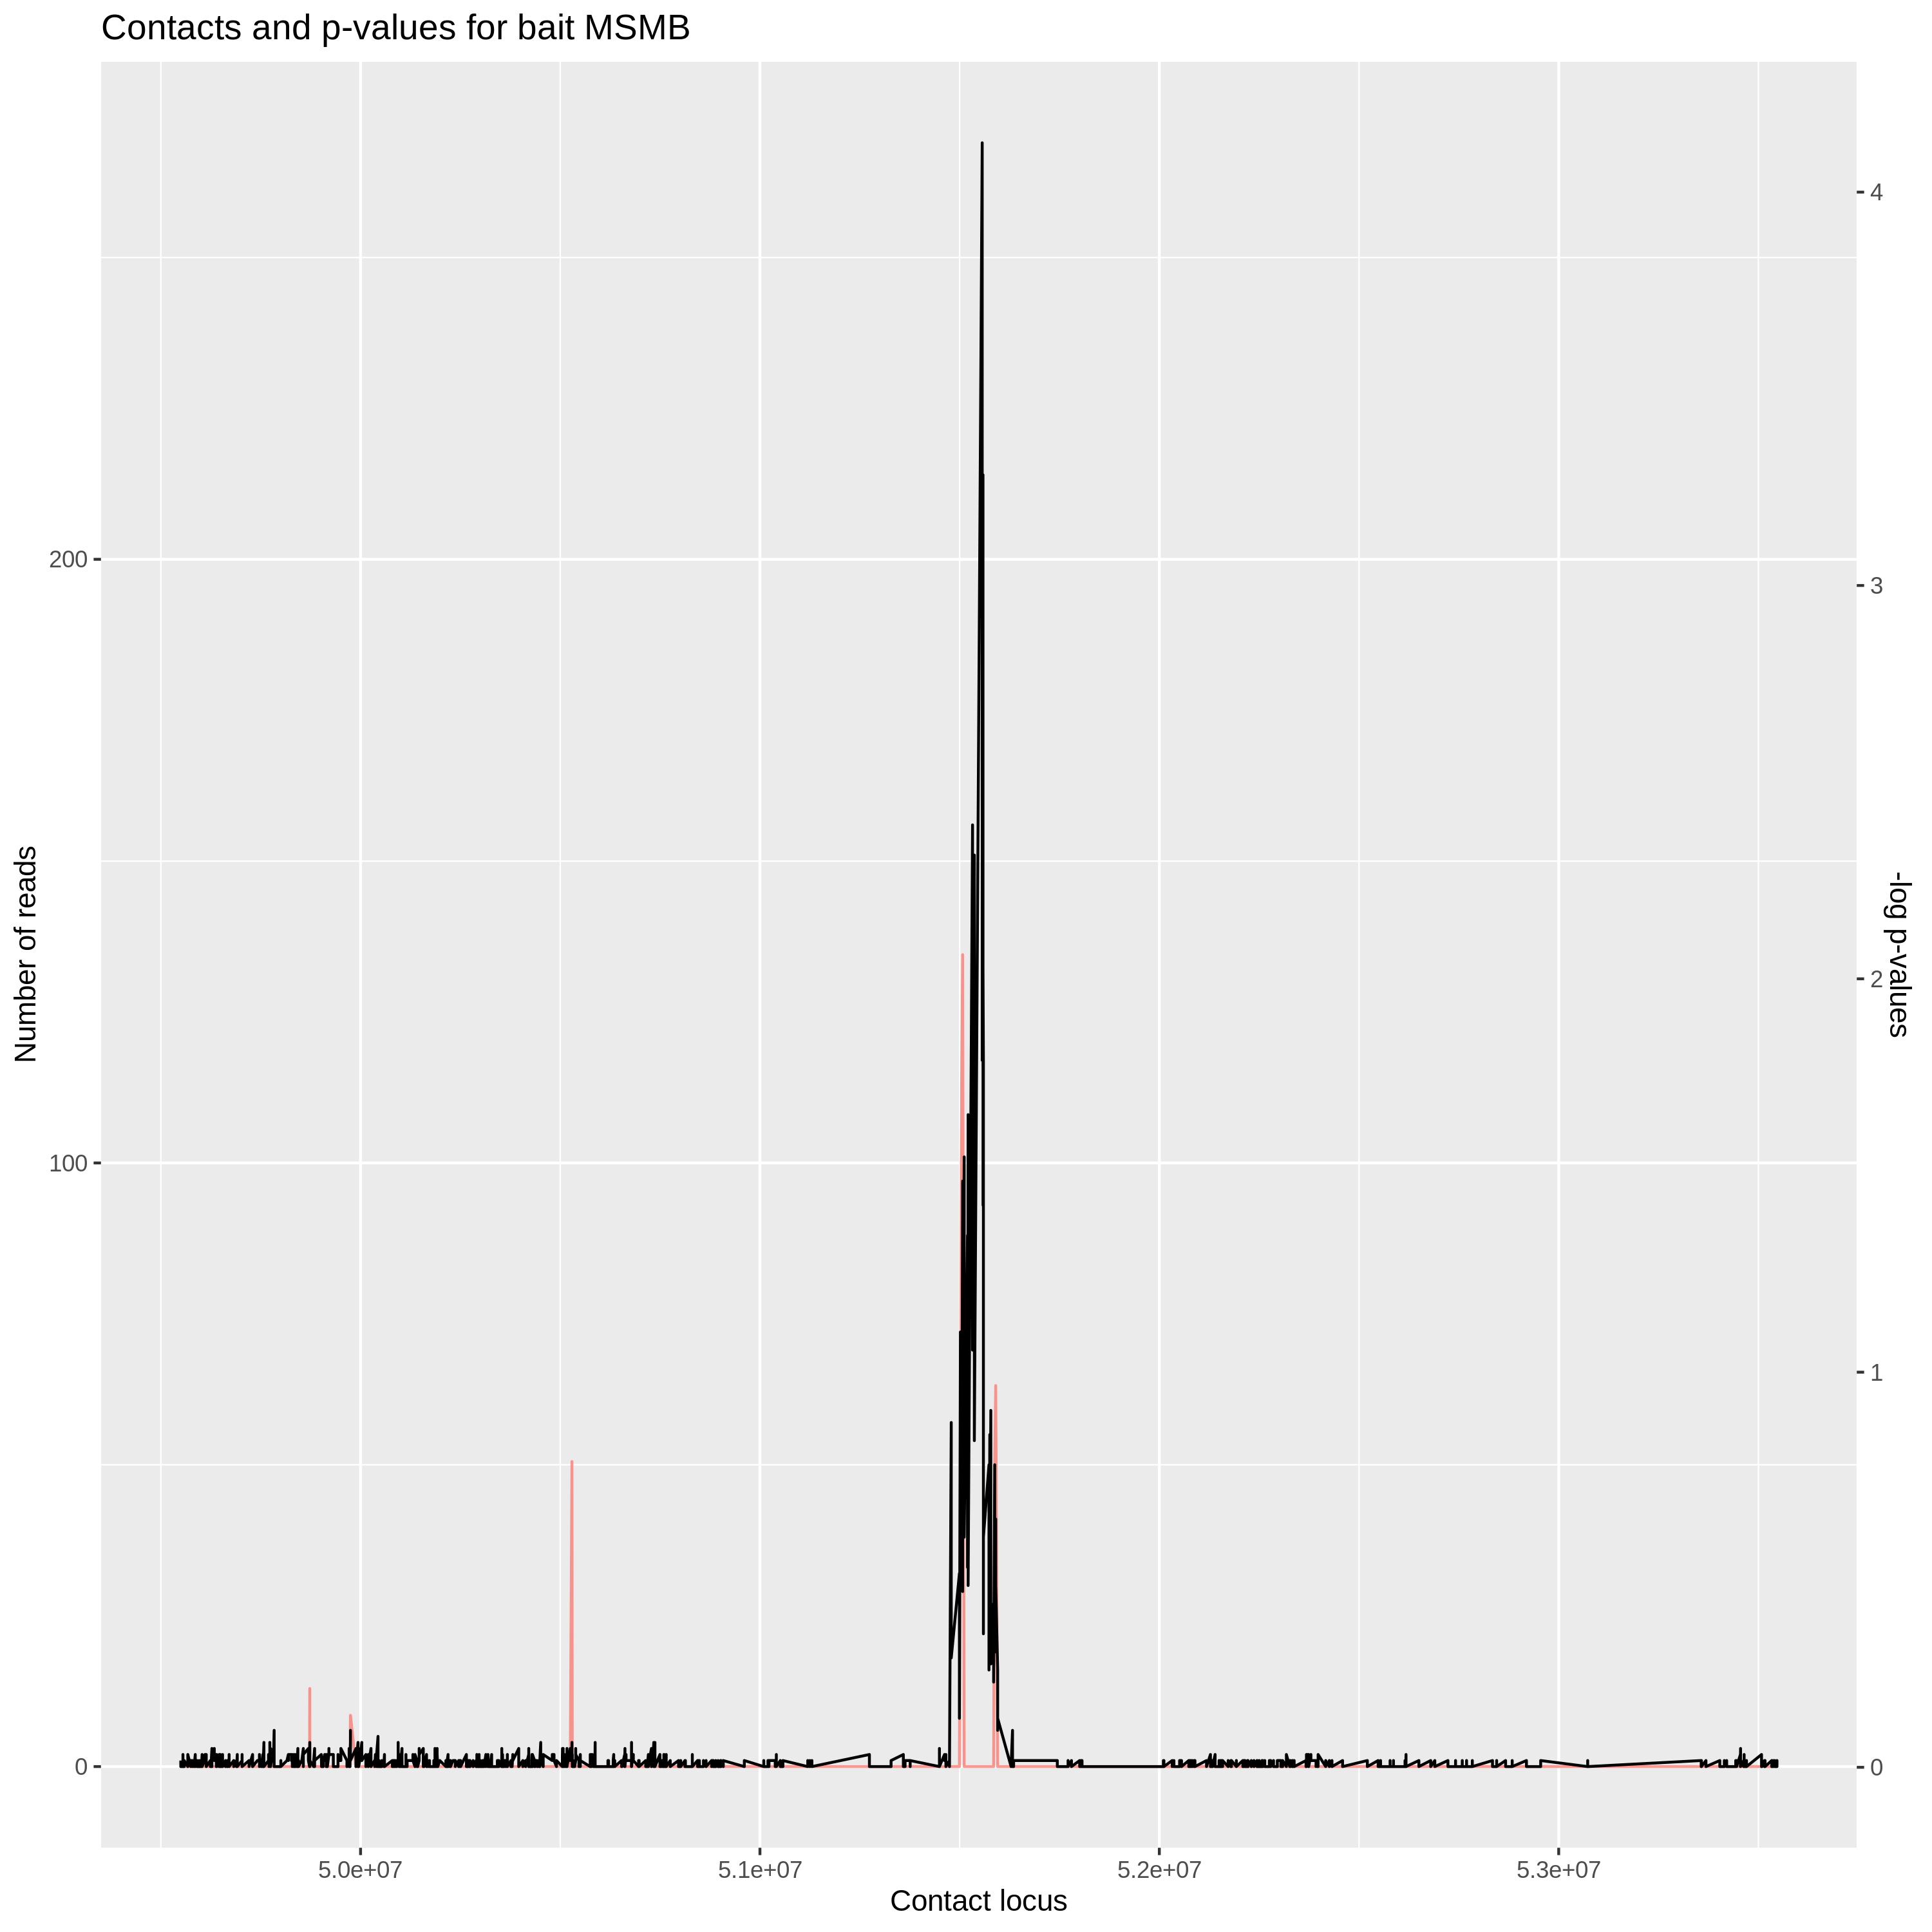 Contacts and p-values for bait MSMB
Number of reads
200
100
0
4
3
2
1
0
-log p-values
5.0e+07
5.1e+07
5.2e+07
5.3e+07
Contact locus